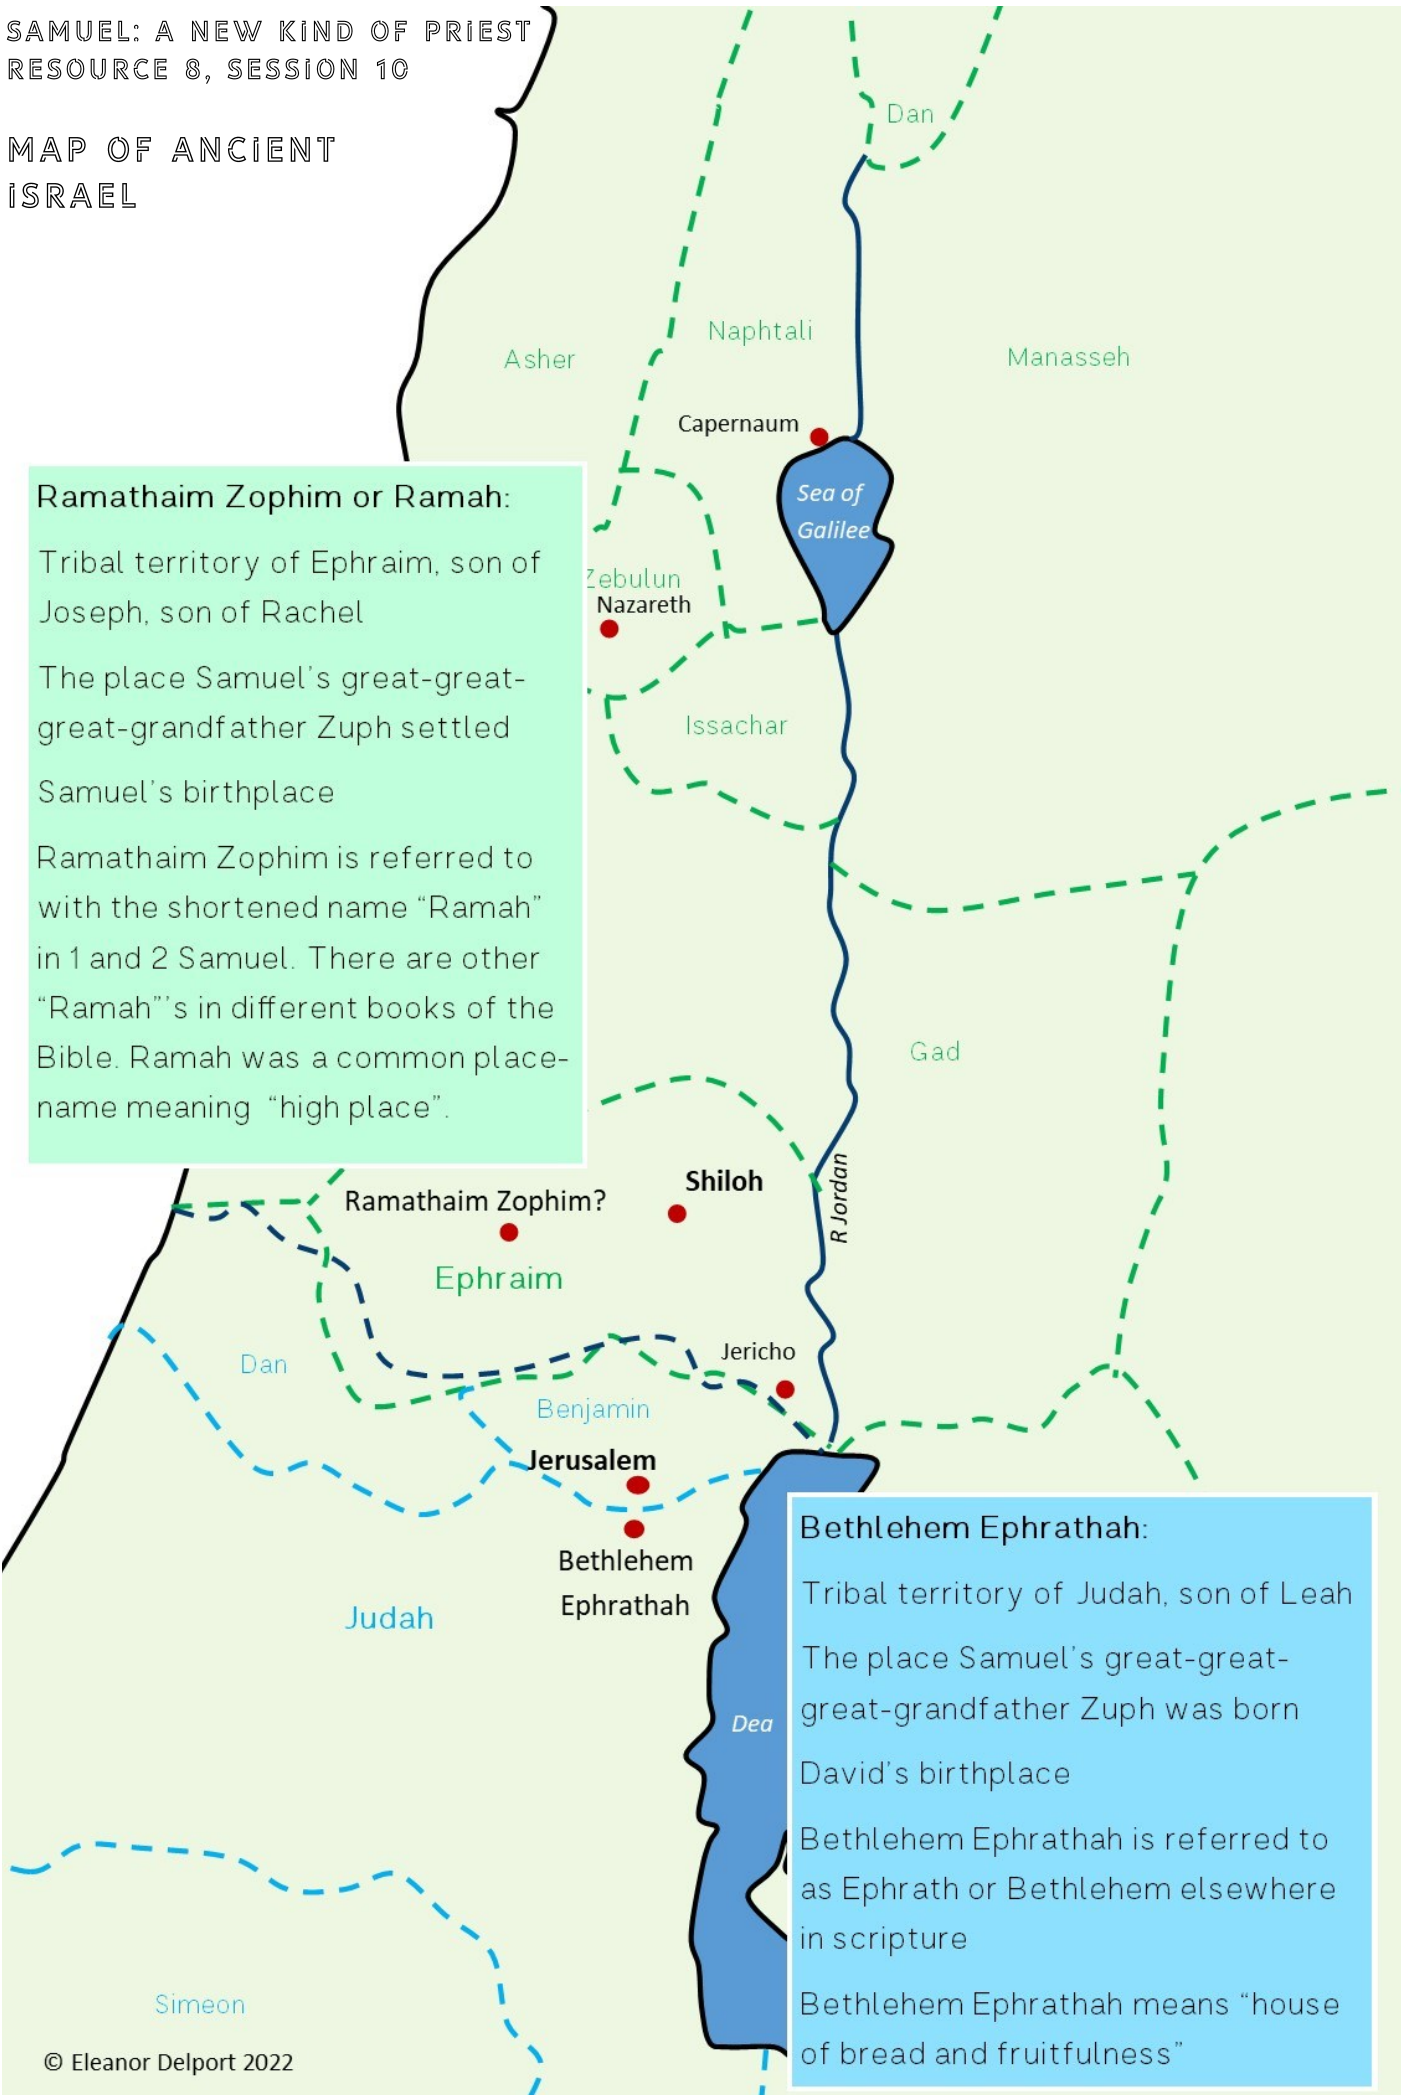 SAMUEL: A NEW KiND OF PRiEST
RESOURCE 8, SESSiON 10
MAP OF ANCiENT
iSRAEL
Dan
Naphtali
Asher
Manasseh
Capernaum
Sea of
Galilee
Ramathaim Zophim or Ramah:
Tribal territory of Ephraim, son of
Joseph, son of Rachel
The place Samuel's great-great-
great-grandfather Zuph settled
Samuel's birthplace
Ramathaim Zophim is referred to
with the shortened name “Ramah”
in 1 and 2 Samuel. There are other
“Ramah”'s in different books of the
Bible. Ramah was a common place-
name meaning “high place”.
Zebulun
Nazareth
Issachar
Gad
R Jordan
Shiloh
Ramathaim Zophim?
Ephraim
Jericho
Dan
Benjamin
Jerusalem
Bethlehem
Ephrathah
Judah
Dea
Bethlehem Ephrathah:
Tribal territory of Judah, son of Leah
The place Samuel's great-great-
great-grandfather Zuph was born
David's birthplace
Bethlehem Ephrathah is referred to
as Ephrath or Bethlehem elsewhere
in scripture
Bethlehem Ephrathah means “house
of bread and fruitfulness”
Simeon
© Eleanor Delport 2022